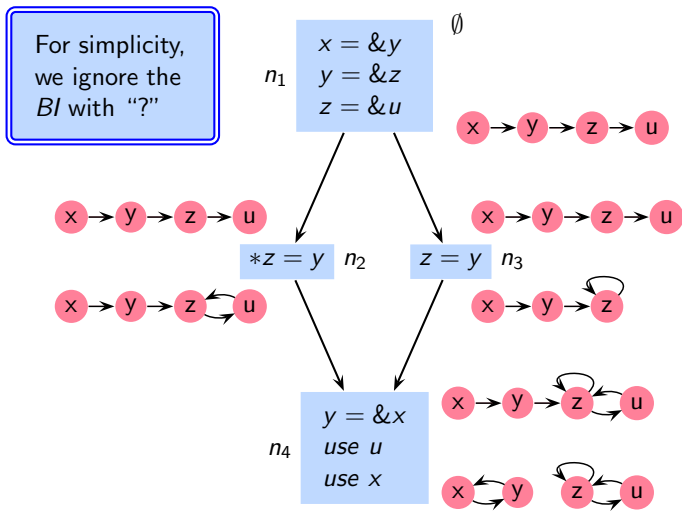 For simplicity,
we ignore the
BI with “?”
∅
x = &y
y = &z
z = &u
n1
x y z u
x y z u
x y z u
*z = y n2
z = y n3
x y z u
x y z
y = &x
use u
use x
n4
x y z u
x y z u